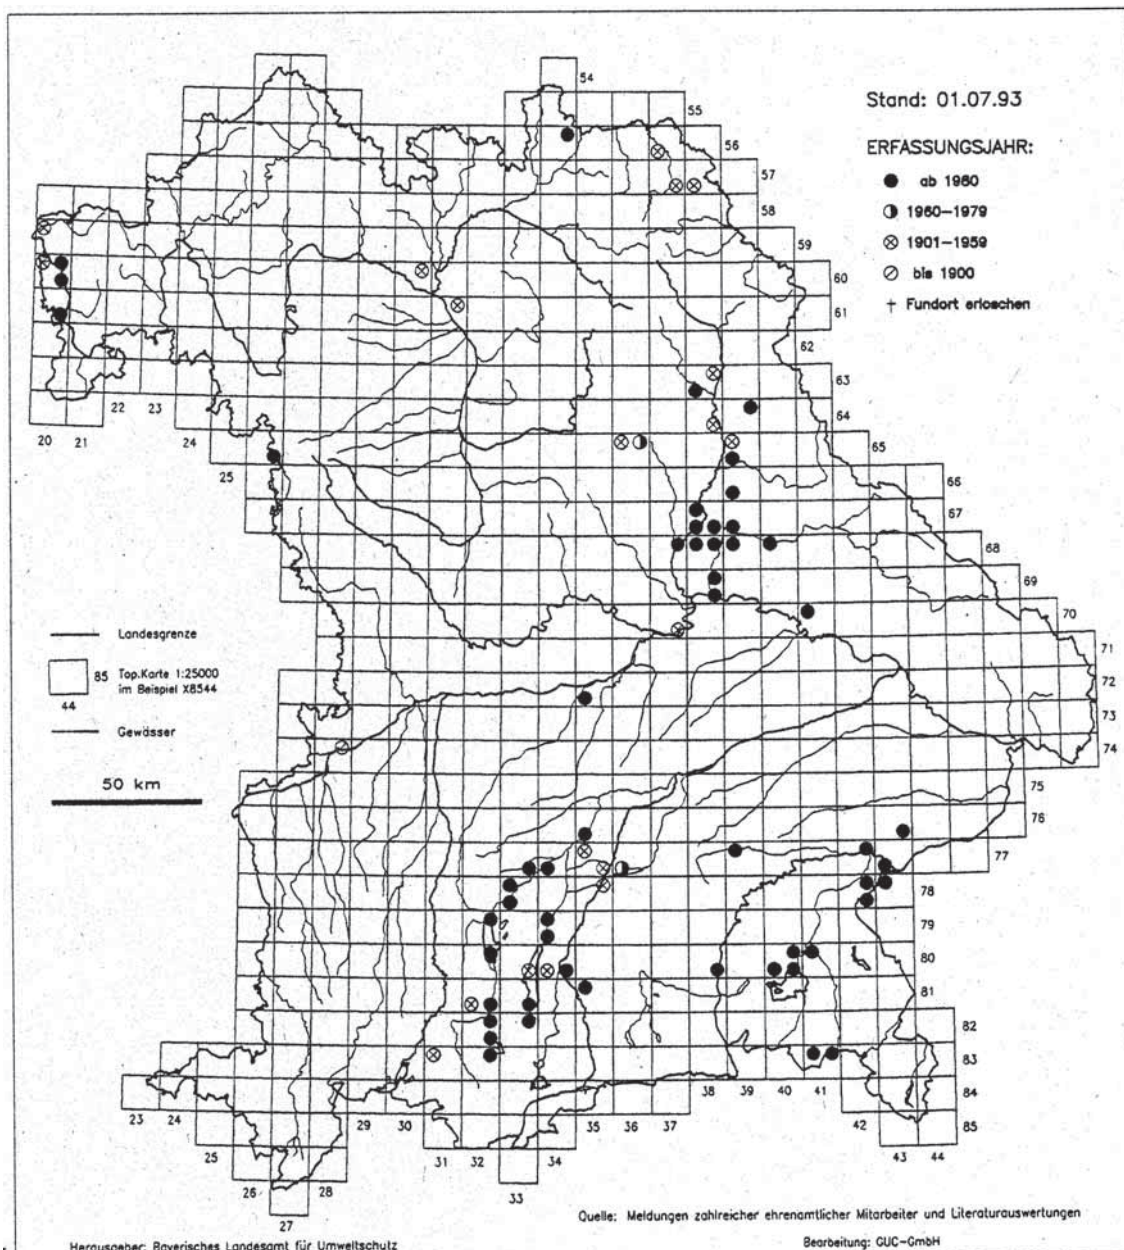 Stand: 01.07.93
ERFASSUNGSJAHR:
ab 1980
1960–1979
1901–1959
bis 1900
† Fundort erloschen
54
55
56
57
58
59
60
61
62
63
64
65
66
67
68
69
70
71
72
73
74
75
76
77
78
79
80
81
82
83
84
85
20 21 22 23 24 25
Landesgrenze
85 Top.Karte 1:25000
im Beispiel X8544
44
Gewässer
50 km
23 24 25 26 27 28 29 30 31 32 33 34 35 36 37 38 39 40 41 42 43 44
Quelle: Meldungen zahlreicher ehrenamtlicher Mitarbeiter und Literaturauswertungen
Herausgeber: Bayerisches Landesamt für Umweltschutz
Bearbeitung: GUC-GmbH